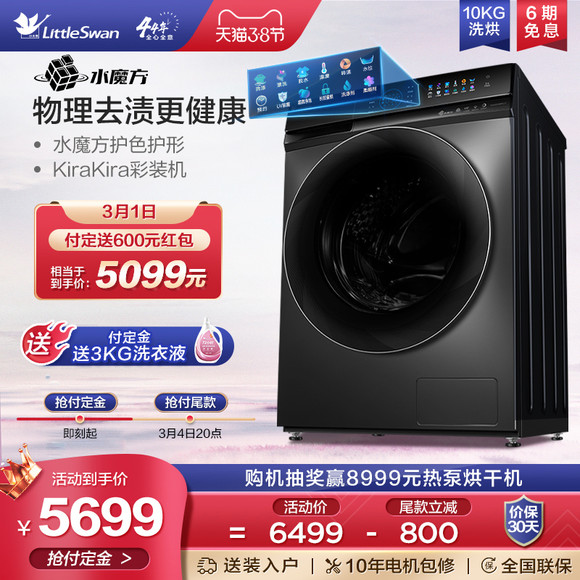 LittleSwan
44年
全心全意
天猫38节
10KG
洗烘
6期
免息
水魔方
物理去渍更健康
水魔方护色护形
KiraKira彩装机
3月1日
付定送600元红包
相当于
到手价:
5099元
送
付定金
送3KG洗衣液
抢付定金
抢付尾款
即刻起
3月4日20点
购机抽奖赢8999元热泵烘干机
活动到手价
¥5699
抢付定金 >
活动价
尾款立减
= 6499 - 800
价保
30天
送装入户
10年电机包修
全国联保